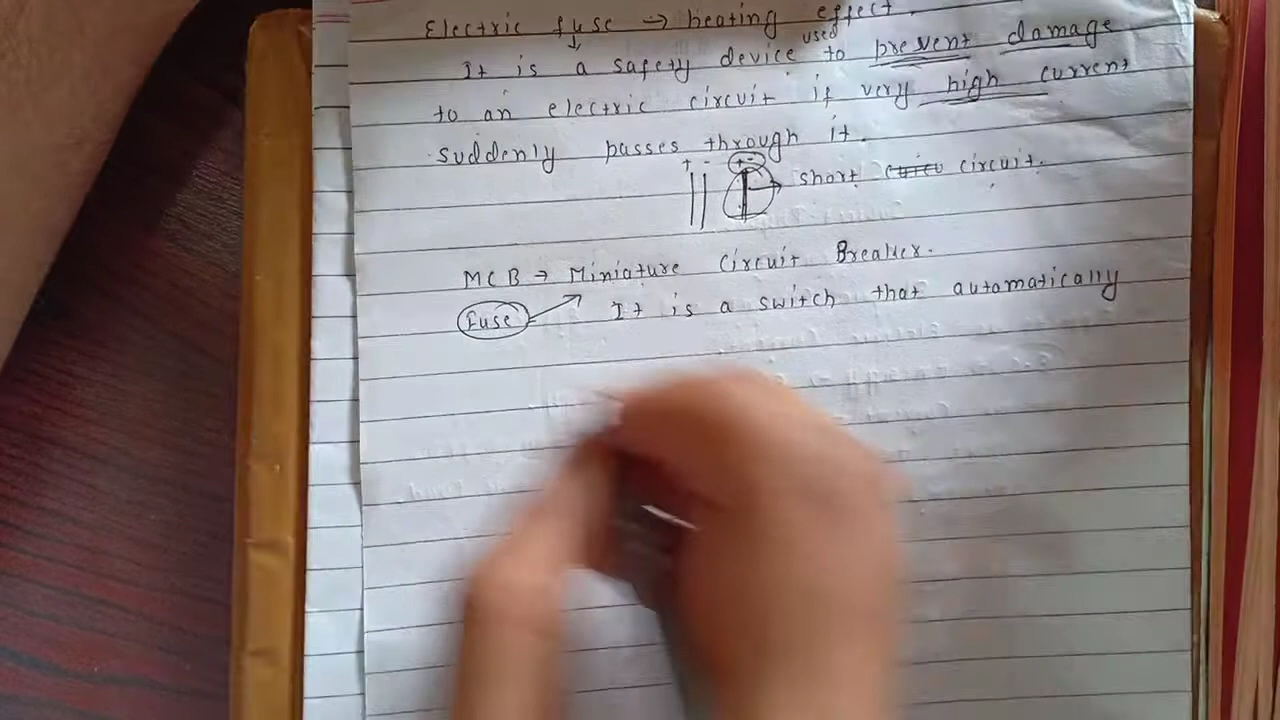 Electric fuse → heating effect.
It is a safety device used to prevent damage
to an electric circuit if very high current
suddenly passes through it.
+ - + - short circuit.
MCB → Miniature Circuit Breaker.
Fuse It is a switch that automatically